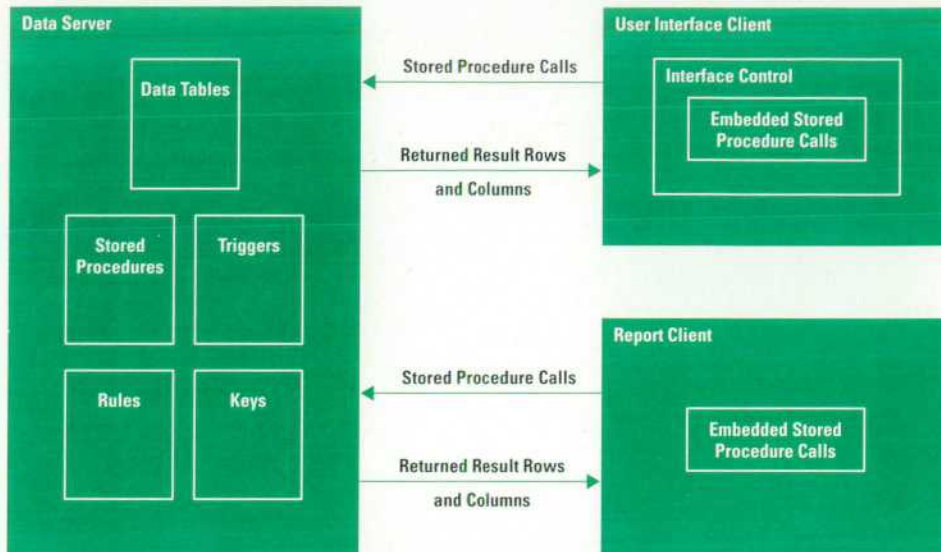 Data Server
Data Tables
Stored
Procedures
Triggers
Rules
Keys
Stored Procedure Calls
Returned Result Rows
and Columns
Stored Procedure Calls
Returned Result Rows
and Columns
User Interface Client
Interface Control
Embedded Stored
Procedure Calls
Report Client
Embedded Stored
Procedure Calls